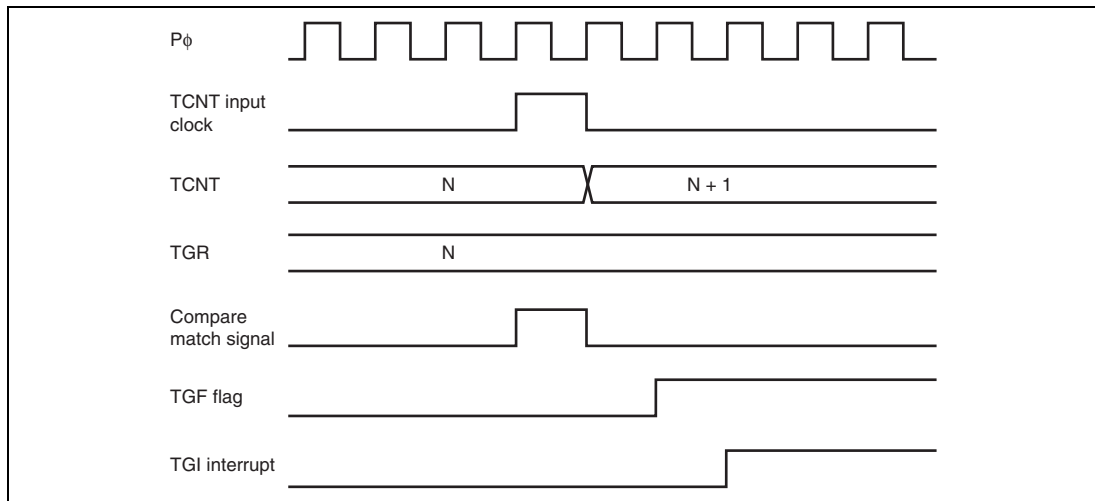 Pϕ
TCNT input
clock
TCNT
N
N + 1
TGR
N
Compare
match signal
TGF flag
TGI interrupt